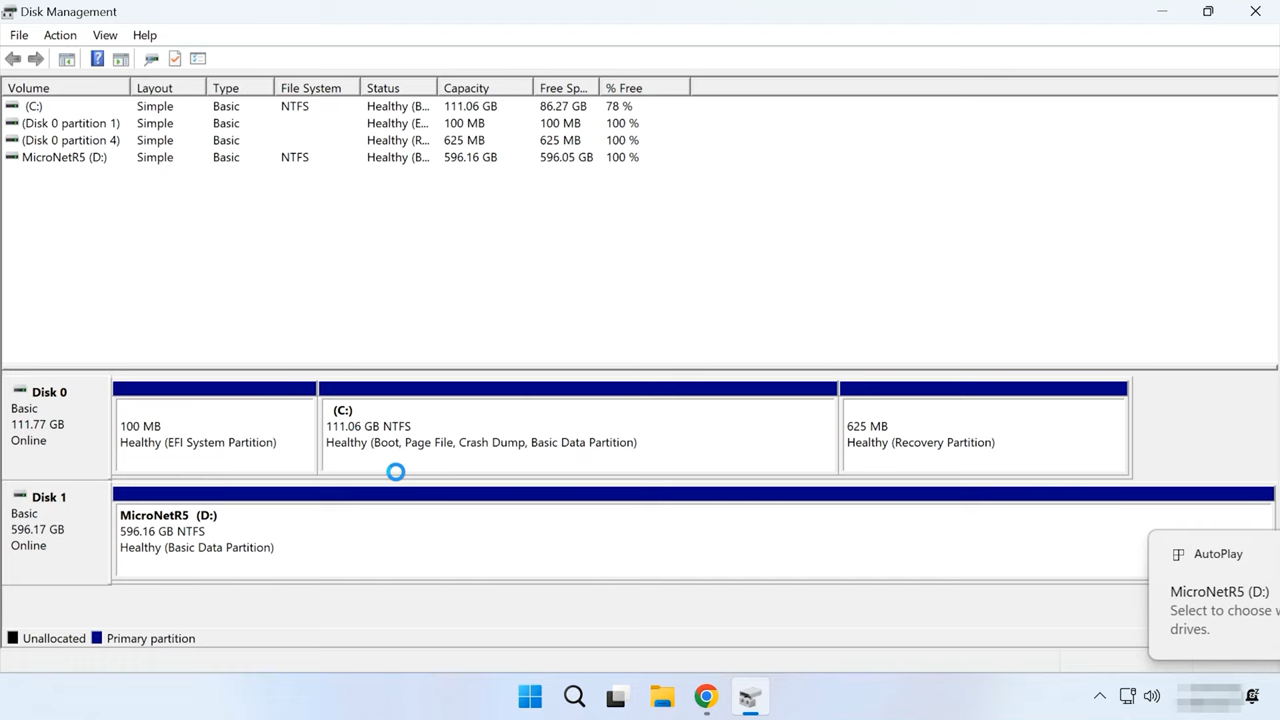 Disk Management
File Action View Help
Volume Layout Type File System Status Capacity Free Sp... % Free
(C:) Simple Basic NTFS Healthy (B... 111.06 GB 86.27 GB 78 %
(Disk 0 partition 1) Simple Basic Healthy (E... 100 MB 100 MB 100 %
(Disk 0 partition 4) Simple Basic Healthy (R... 625 MB 625 MB 100 %
MicroNetR5 (D:) Simple Basic NTFS Healthy (B... 596.16 GB 596.05 GB 100 %
Disk 0
Basic
111.77 GB
Online
100 MB
Healthy (EFI System Partition)
(C:)
111.06 GB NTFS
Healthy (Boot, Page File, Crash Dump, Basic Data Partition)
625 MB
Healthy (Recovery Partition)
Disk 1
Basic
596.17 GB
Online
MicroNetR5 (D:)
596.16 GB NTFS
Healthy (Basic Data Partition)
AutoPlay
MicroNetR5 (D:)
Select to choose
drives.
Unallocated Primary partition